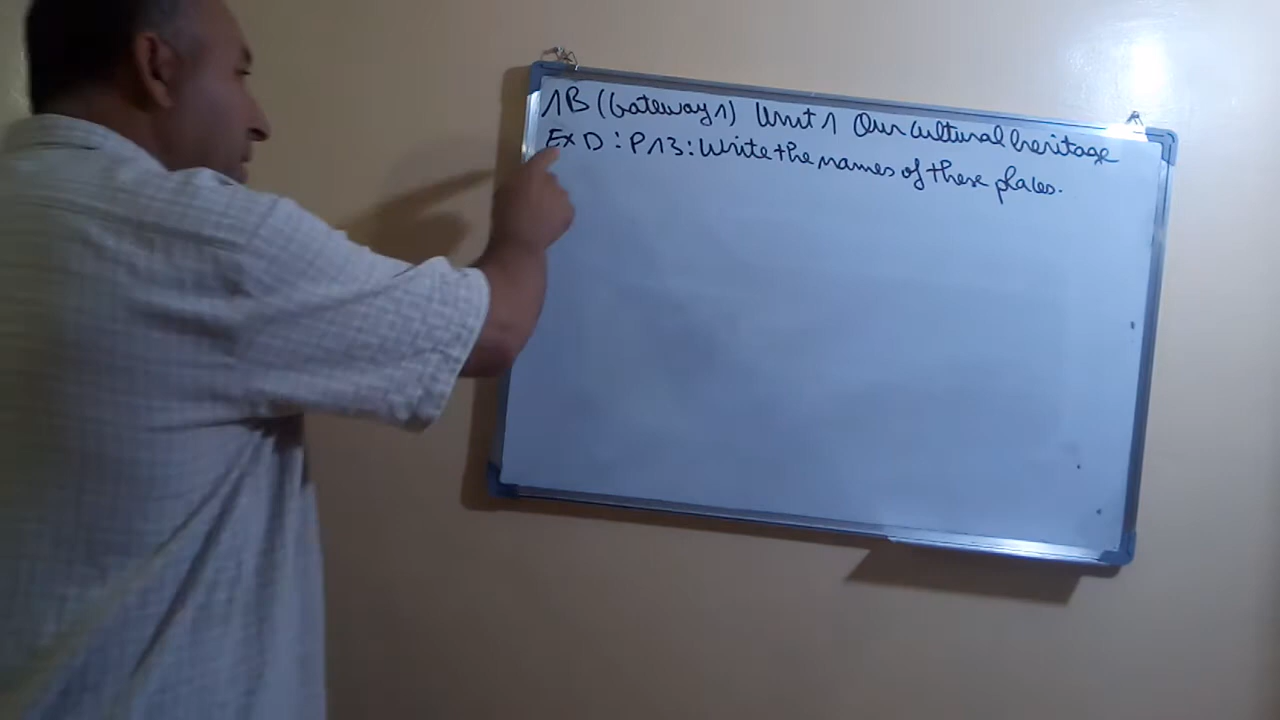 1B (Gateway 1) Unit 1 Our cultural heritage
Ex D : P13 : Write the names of these places.